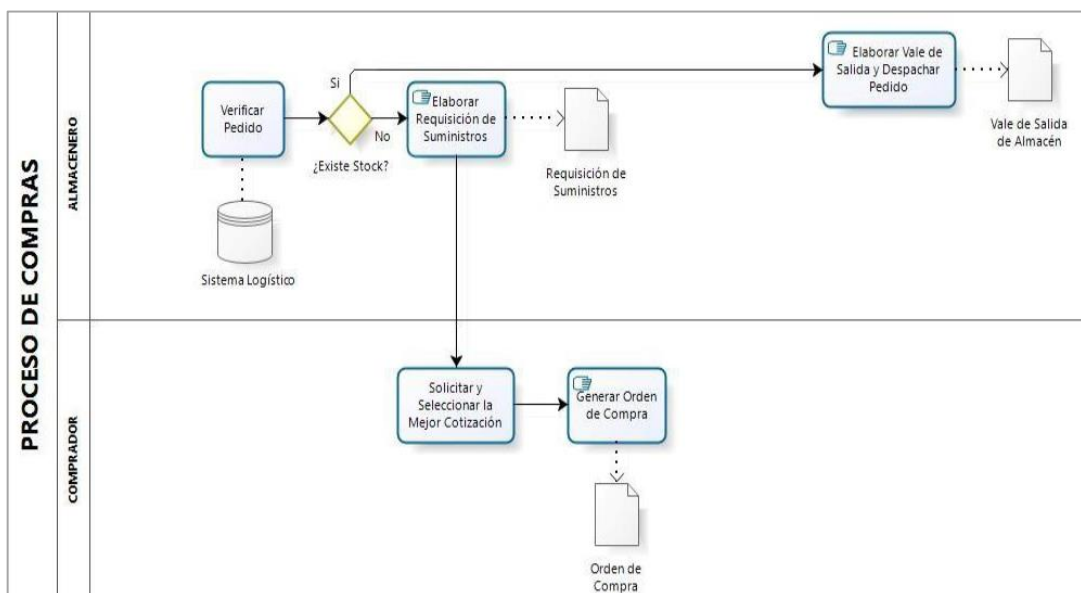 PROCESO DE COMPRAS
ALMACENERO
Verificar
Pedido
Sistema Logístico
Si
No
¿Existe Stock?
Elaborar
Requisición de
Suministros
Requisición de
Suministros
Elaborar Vale de
Salida y Despachar
Pedido
Vale de Salida
de Almacén
COMPRADOR
Solicitar y
Seleccionar la
Mejor Cotización
Generar Orden
de Compra
Orden de
Compra